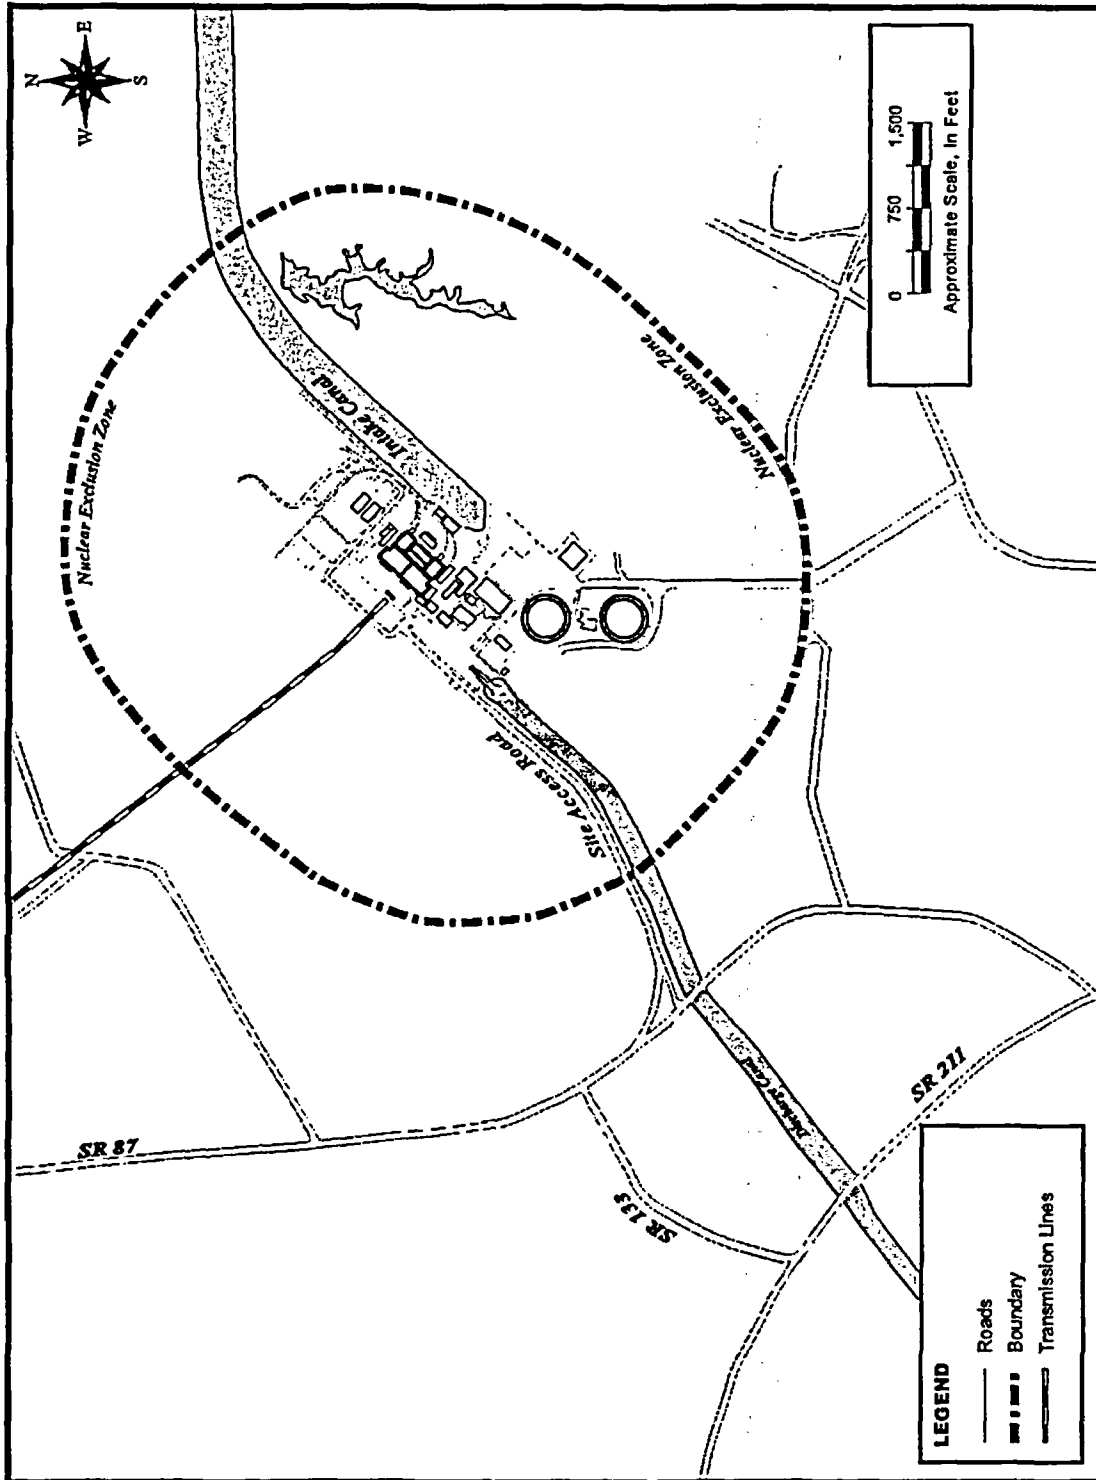 N
E
S
W
Nuclear Exclusion Zone
Intake Canal
Nuclear Exclusion Zone
Site Access Road
SR 87
SR 133
Discharge Canal
SR 211
0 750 1,500
Approximate Scale, In Feet
LEGEND
Roads
Boundary
Transmission Lines